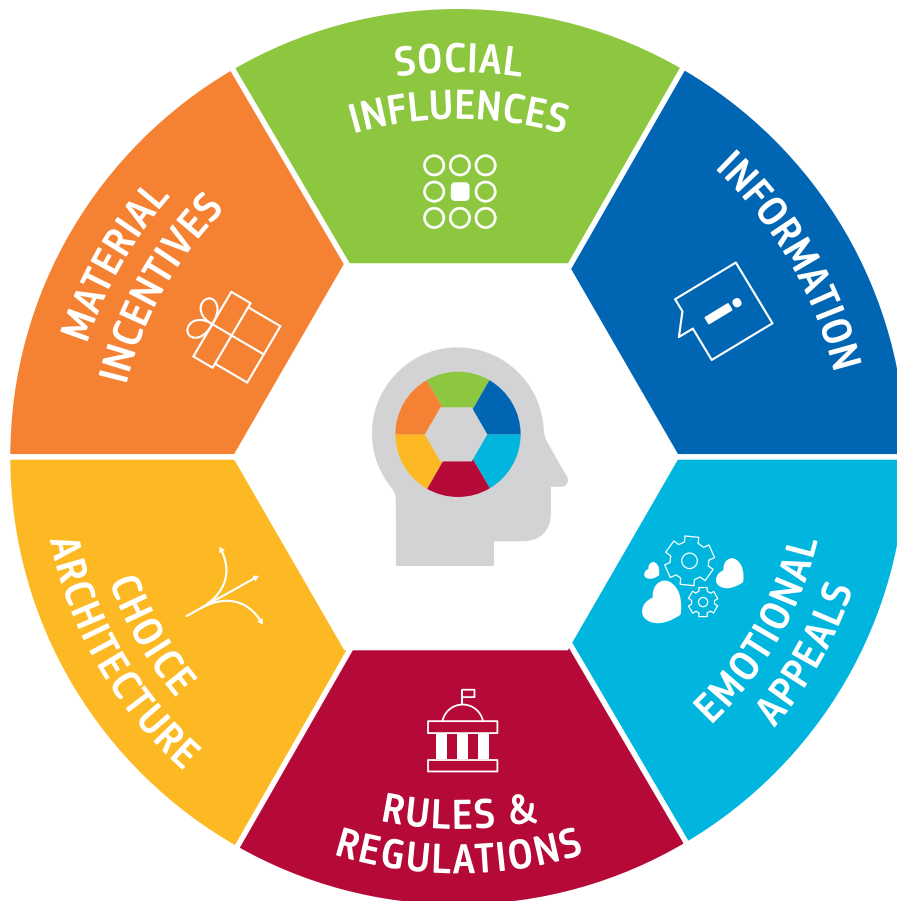 SOCIAL
INFLUENCES
INFORMATION
EMOTIONAL
APPEALS
RULES &
REGULATIONS
CHOICE
ARCHITECTURE
MATERIAL
INCENTIVES